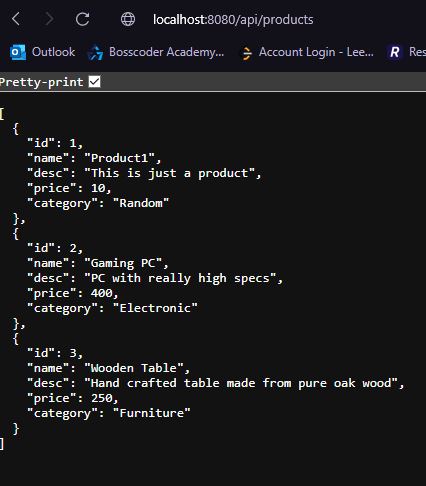 localhost:8080/api/products
Outlook Bosscoder Academy... Account Login - Lee... Res
Pretty-print
[
  {
    "id": 1,
    "name": "Product1",
    "desc": "This is just a product",
    "price": 10,
    "category": "Random"
  },
  {
    "id": 2,
    "name": "Gaming PC",
    "desc": "PC with really high specs",
    "price": 400,
    "category": "Electronic"
  },
  {
    "id": 3,
    "name": "Wooden Table",
    "desc": "Hand crafted table made from pure oak wood",
    "price": 250,
    "category": "Furniture"
  }
]